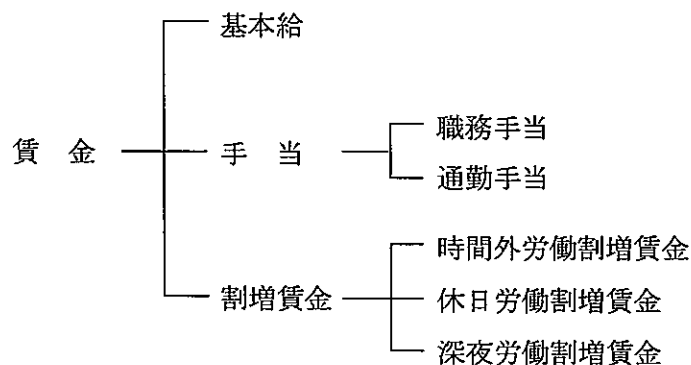 基本給
賃金
手当
職務手当
通勤手当
割増賃金
時間外労働割増賃金
休日労働割増賃金
深夜労働割増賃金